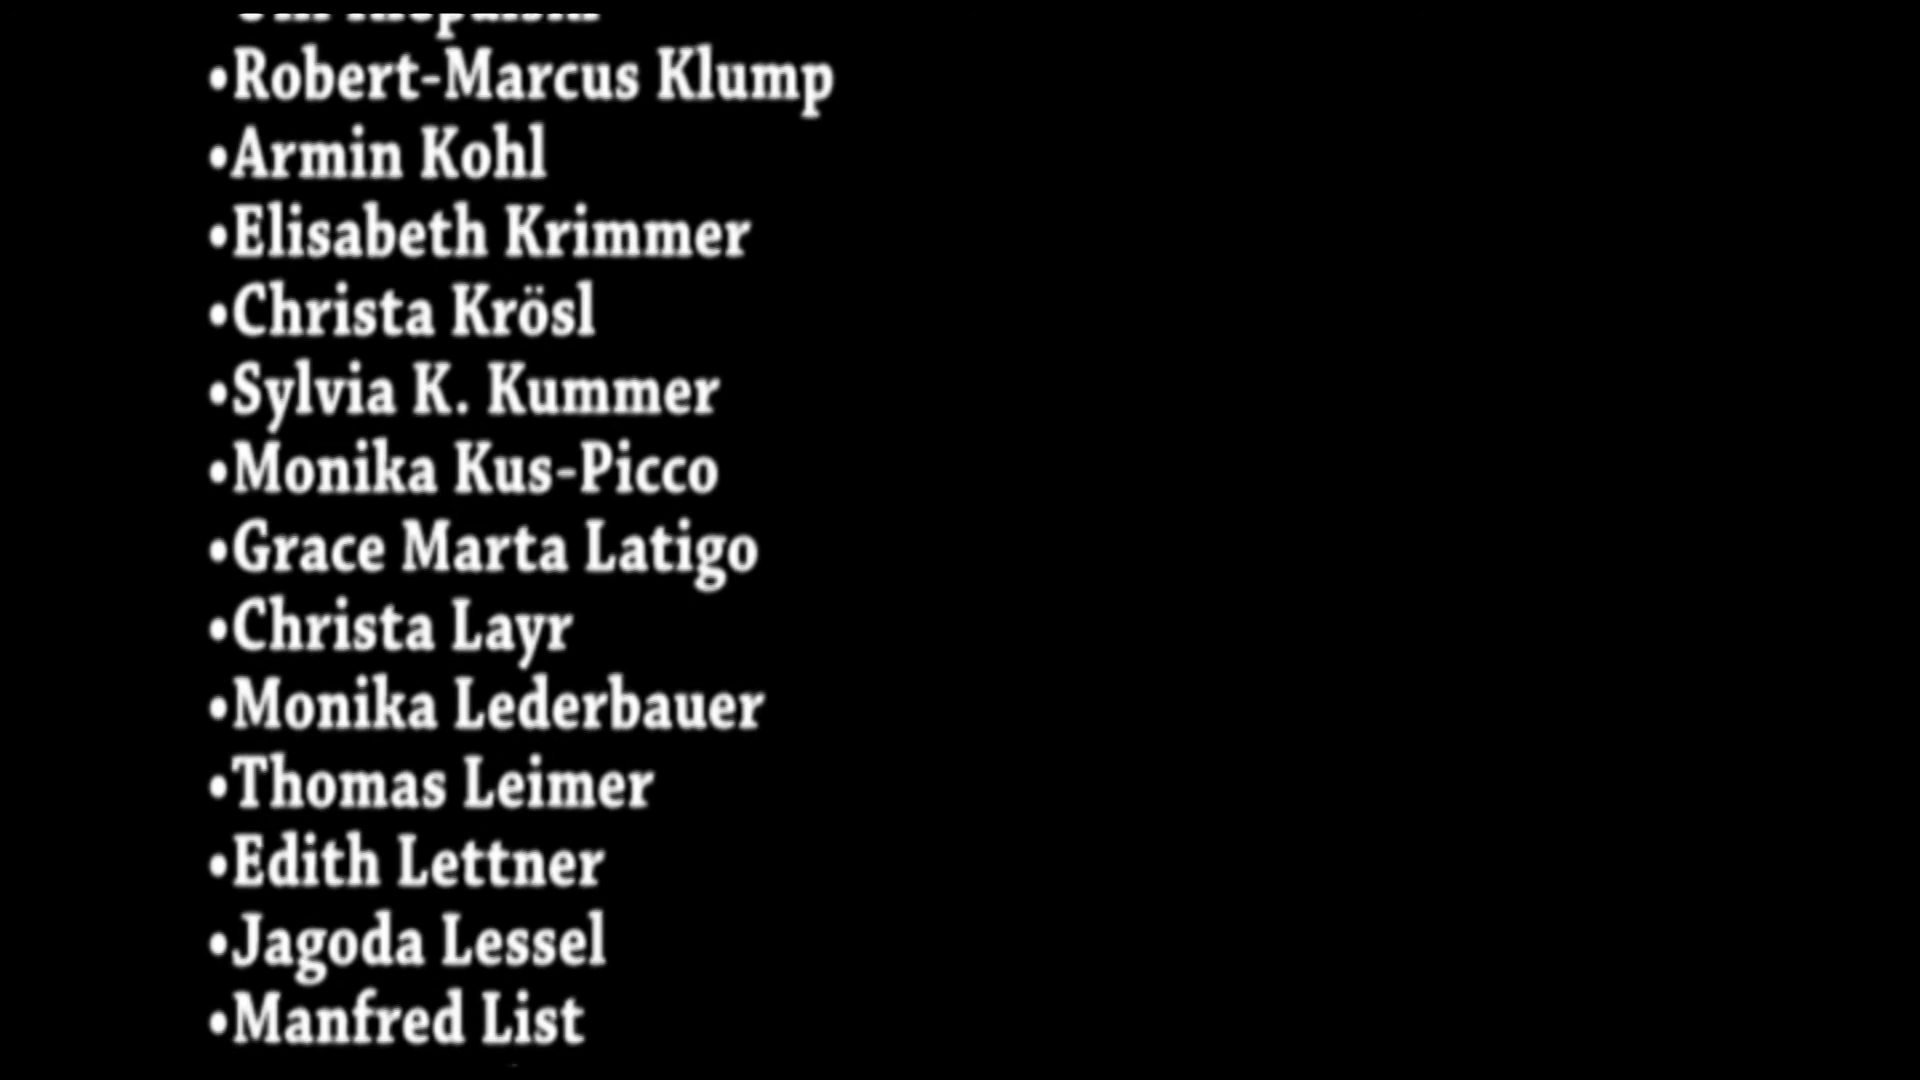 •Robert-Marcus Klump
•Armin Kohl
•Elisabeth Krimmer
•Christa Krösl
•Sylvia K. Kummer
•Monika Kus-Picco
•Grace Marta Latigo
•Christa Layr
•Monika Lederbauer
•Thomas Leimer
•Edith Lettner
•Jagoda Lessel
•Manfred List